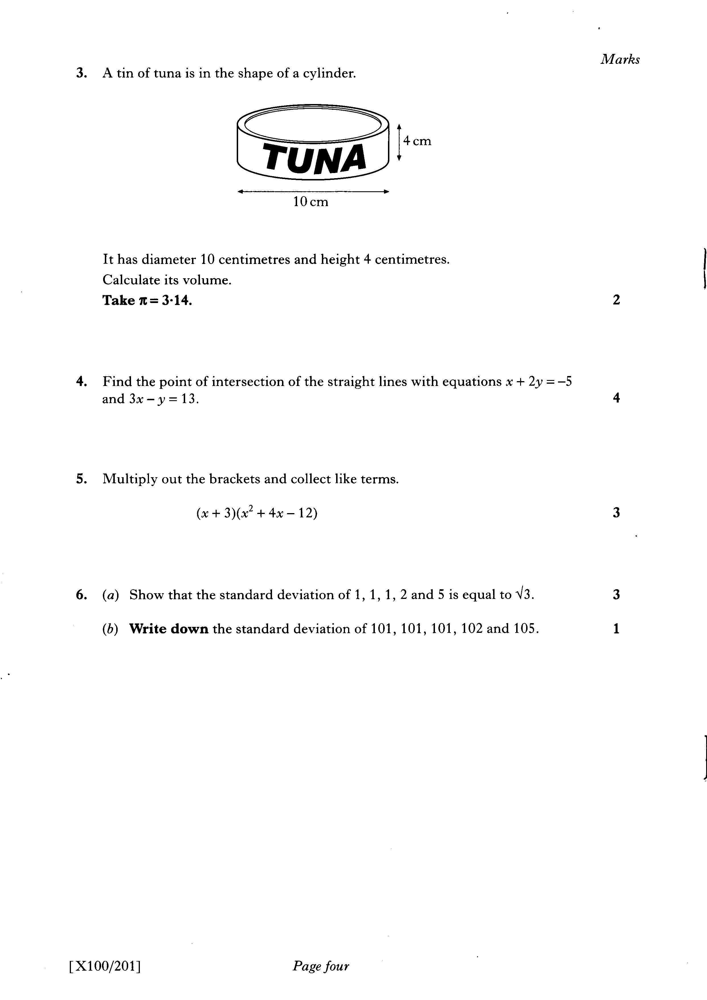 Marks
3. A tin of tuna is in the shape of a cylinder.
TUNA
4 cm
10 cm
It has diameter 10 centimetres and height 4 centimetres.
Calculate its volume.
Take π = 3·14. 2
4. Find the point of intersection of the straight lines with equations x + 2y = –5
and 3x – y = 13. 4
5. Multiply out the brackets and collect like terms.
(x + 3)(x² + 4x – 12) 3
6. (a) Show that the standard deviation of 1, 1, 1, 2 and 5 is equal to √3. 3
(b) Write down the standard deviation of 101, 101, 101, 102 and 105. 1
[X100/201] Page four